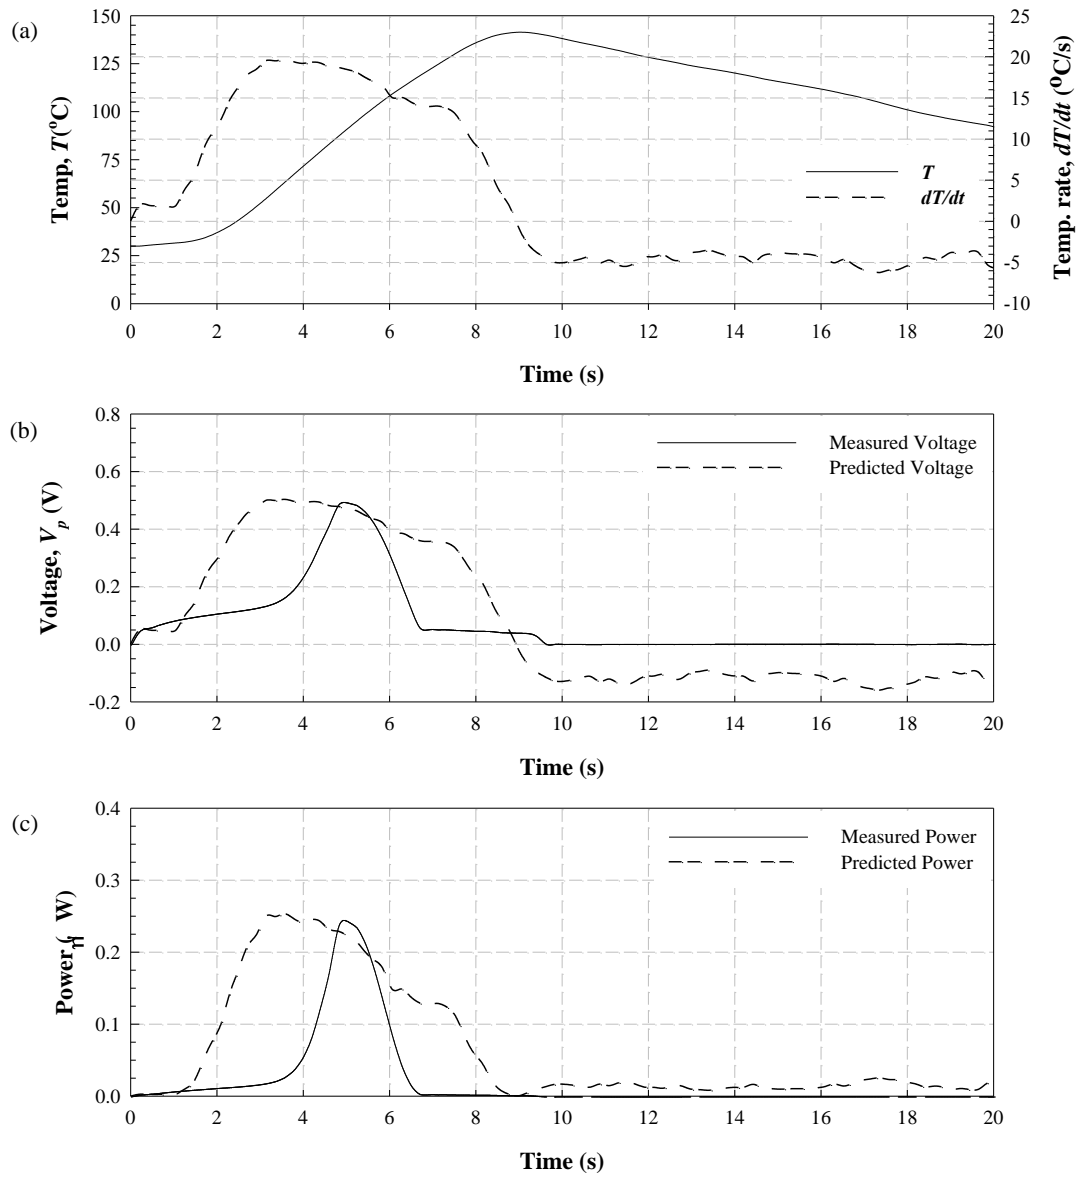 (a)
Temp, T(°C)
150
125
100
75
50
25
0
25
20
15
10
5
0
-5
-10
Temp. rate, dT/dt (°C/s)
T
dT/dt
0 2 4 6 8 10 12 14 16 18 20
Time (s)
(b)
Voltage, Vp (V)
0.8
0.6
0.4
0.2
0.0
-0.2
Measured Voltage
Predicted Voltage
0 2 4 6 8 10 12 14 16 18 20
Time (s)
(c)
Power ( W)
0.4
0.3
0.2
0.1
0.0
Measured Power
Predicted Power
0 2 4 6 8 10 12 14 16 18 20
Time (s)